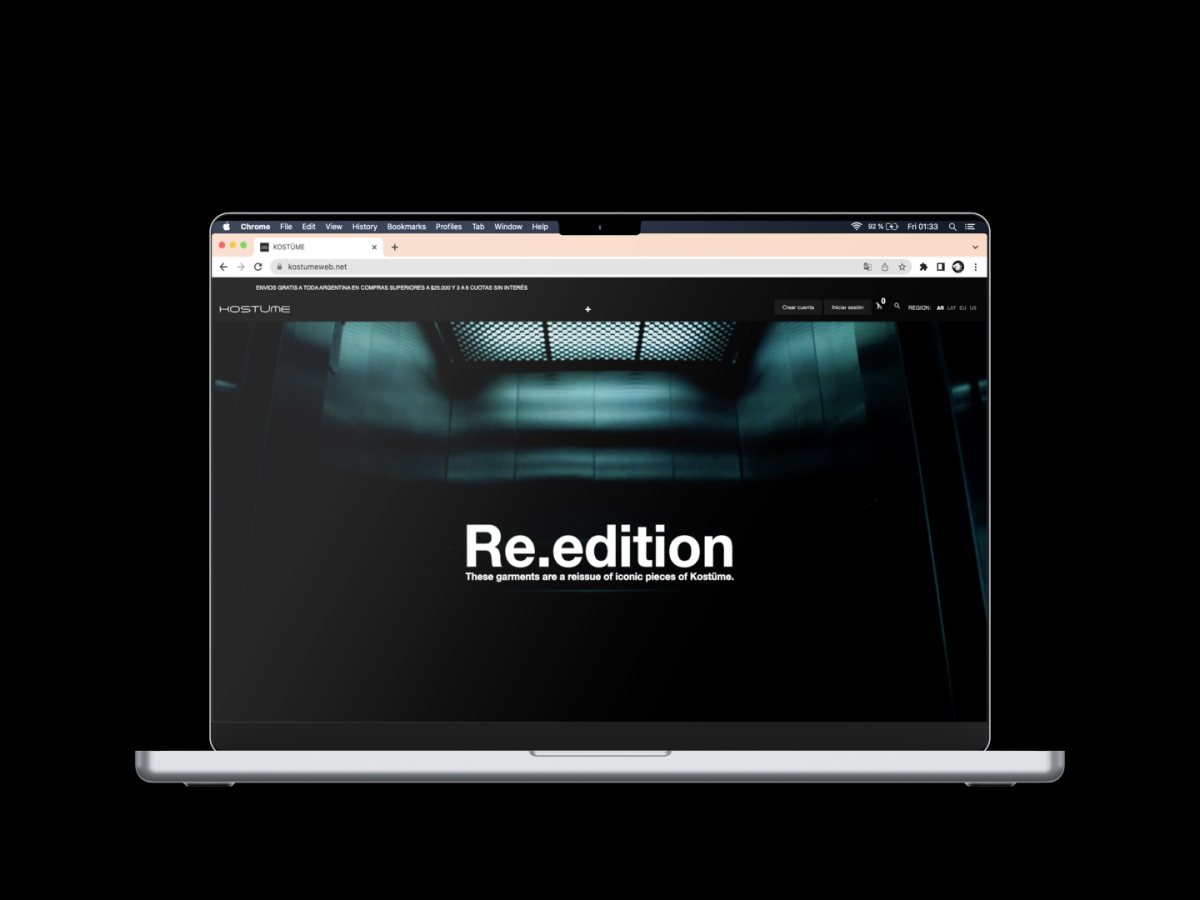 Chrome File Edit View History Bookmarks Profiles Tab Window Help 92 % Fri 01:33
KOSTÜME
kostumeweb.net
ENVIOS GRATIS A TODA ARGENTINA EN COMPRAS SUPERIORES A $25.000 Y 3 A 6 CUOTAS SIN INTERÉS
KOSTÜME + Crear cuenta Iniciar sesión 0 REGION: AR LAT EU US
Re.edition
These garments are a reissue of iconic pieces of Kostüme.